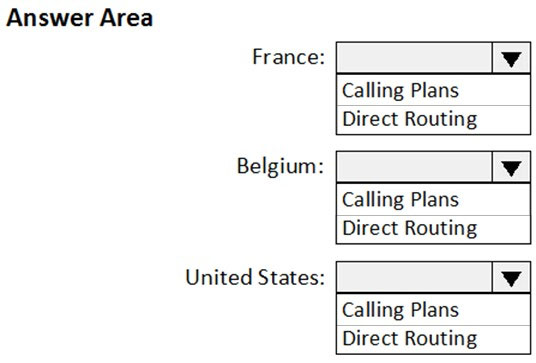 Answer Area
France:
Calling Plans
Direct Routing
Belgium:
Calling Plans
Direct Routing
United States:
Calling Plans
Direct Routing